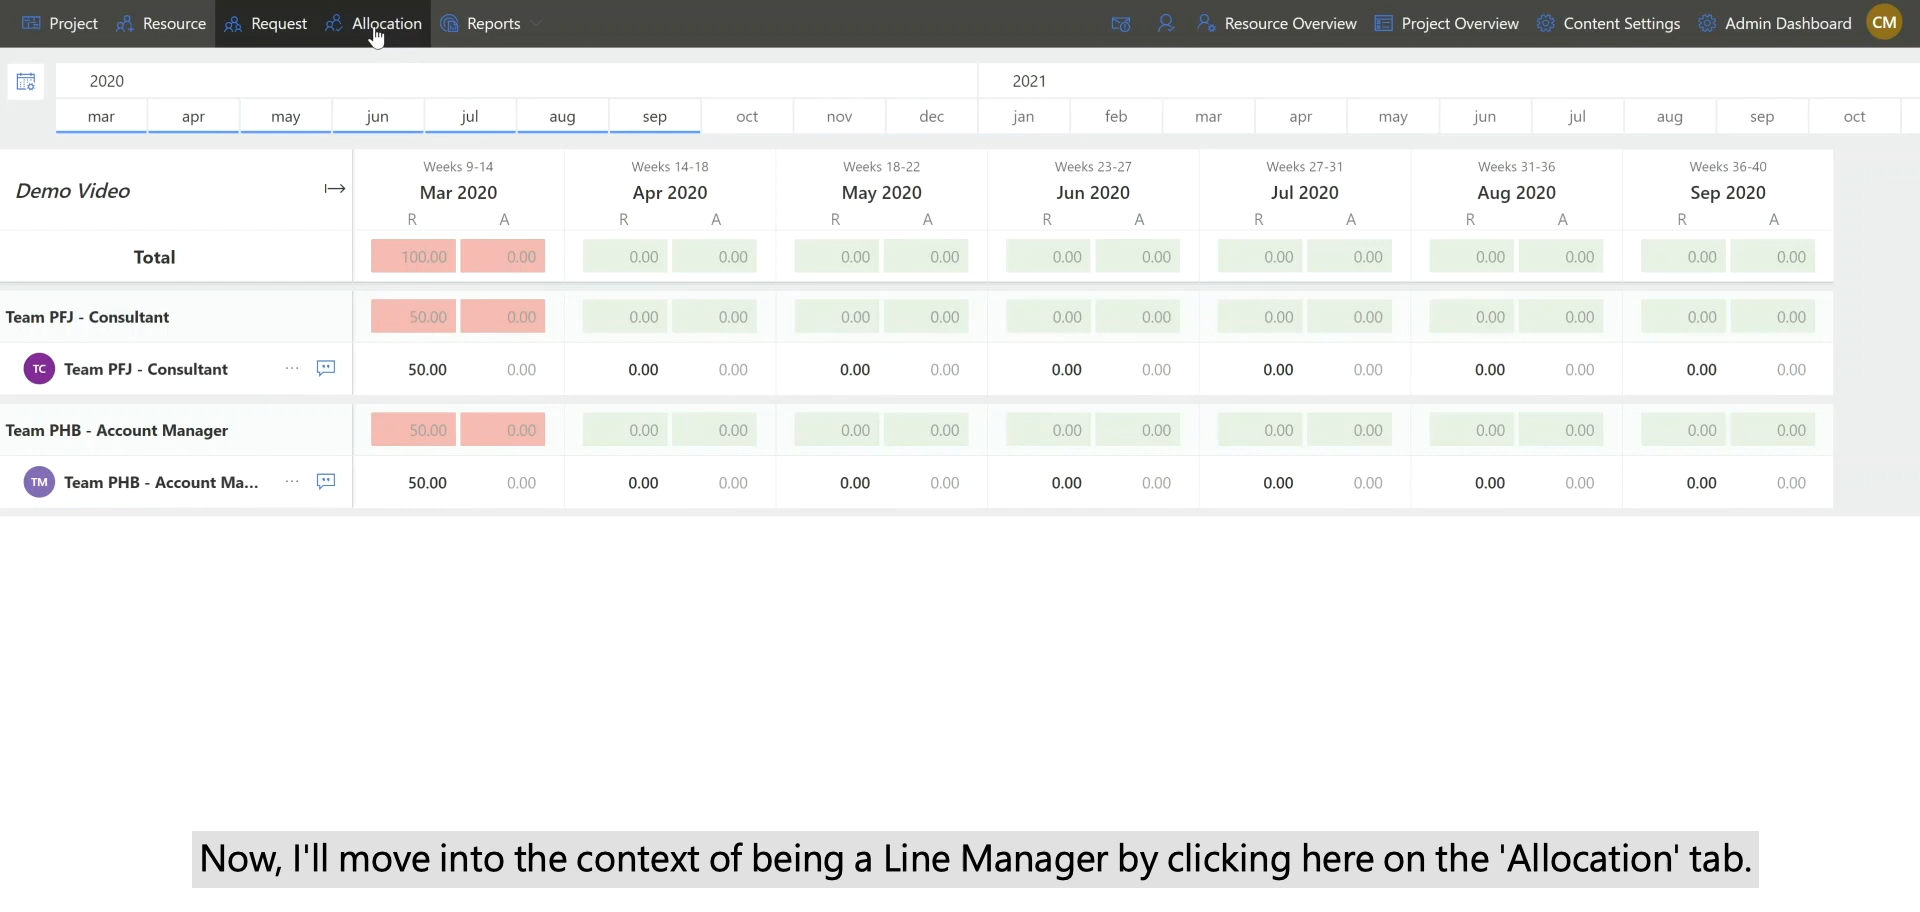 Project Resource Request Allocation Reports Resource Overview Project Overview Content Settings Admin Dashboard CM
2020 2021
mar apr may jun jul aug sep oct nov dec jan feb mar apr may jun jul aug sep oct
Weeks 9-14 Weeks 14-18 Weeks 18-22 Weeks 23-27 Weeks 27-31 Weeks 31-36 Weeks 36-40
Demo Video Mar 2020 Apr 2020 May 2020 Jun 2020 Jul 2020 Aug 2020 Sep 2020
R A R A R A R A R A R A R A
Total 100.00 0.00 0.00 0.00 0.00 0.00 0.00 0.00 0.00 0.00 0.00 0.00 0.00 0.00
Team PFJ - Consultant 50.00 0.00 0.00 0.00 0.00 0.00 0.00 0.00 0.00 0.00 0.00 0.00 0.00 0.00
TC Team PFJ - Consultant ... 50.00 0.00 0.00 0.00 0.00 0.00 0.00 0.00 0.00 0.00 0.00 0.00 0.00 0.00
Team PHB - Account Manager 50.00 0.00 0.00 0.00 0.00 0.00 0.00 0.00 0.00 0.00 0.00 0.00 0.00 0.00
TM Team PHB - Account Ma... ... 50.00 0.00 0.00 0.00 0.00 0.00 0.00 0.00 0.00 0.00 0.00 0.00 0.00 0.00
Now, I'll move into the context of being a Line Manager by clicking here on the 'Allocation' tab.